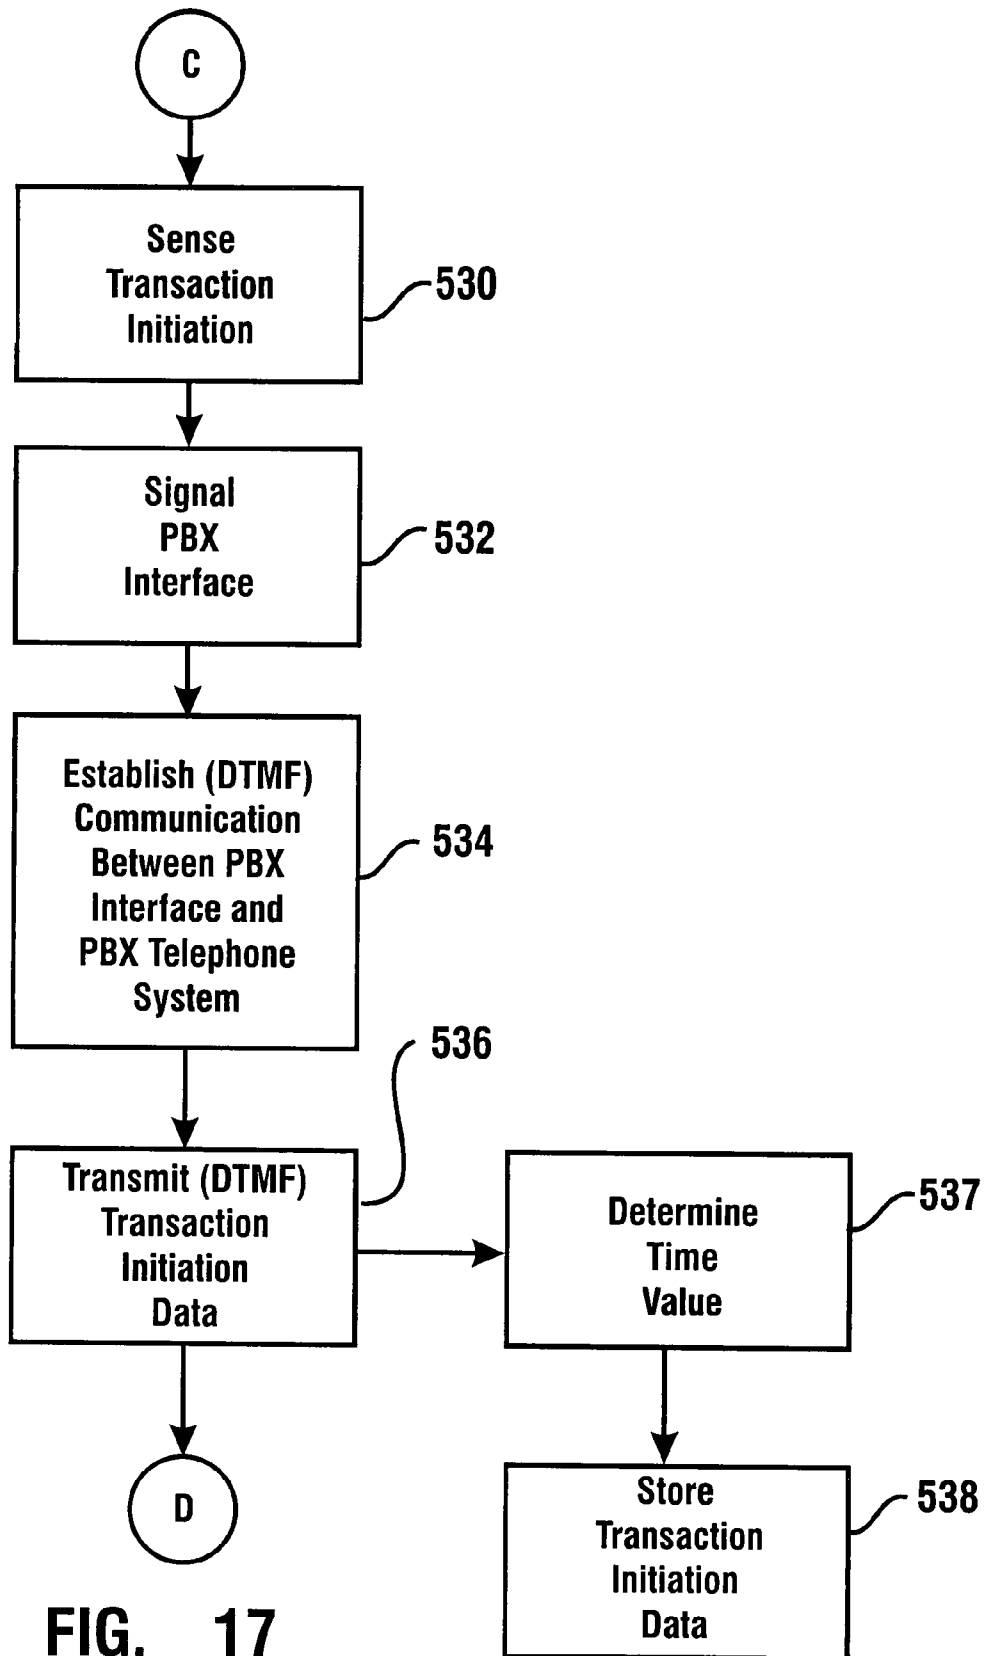 C
Sense
Transaction
Initiation
530
Signal
PBX
Interface
532
Establish (DTMF)
Communication
Between PBX
Interface and
PBX Telephone
System
534
536
Transmit (DTMF)
Transaction
Initiation
Data
Determine
Time
Value
537
D
Store
Transaction
Initiation
Data
538
FIG. 17